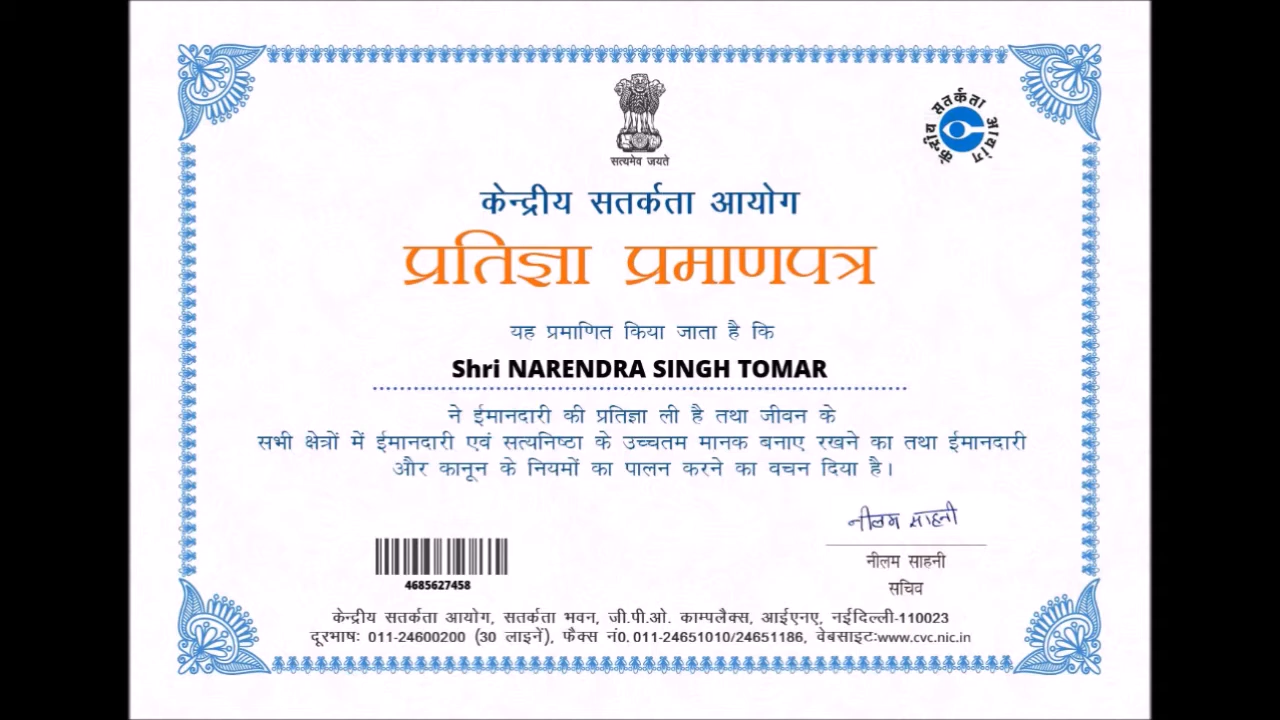 सत्यमेव जयते
केन्द्रीय सतर्कता आयोग
केन्द्रीय सतर्कता आयोग
प्रतिज्ञा प्रमाणपत्र
यह प्रमाणित किया जाता है कि
Shri NARENDRA SINGH TOMAR
ने ईमानदारी की प्रतिज्ञा ली है तथा जीवन के
सभी क्षेत्रों में ईमानदारी एवं सत्यनिष्ठा के उच्चतम मानक बनाए रखने का तथा ईमानदारी
और कानून के नियमों का पालन करने का वचन दिया है।
नीलम साहनी
नीलम साहनी
सचिव
4685627458
केन्द्रीय सतर्कता आयोग, सतर्कता भवन, जी.पी.ओ. काम्पलैक्स, आईएनए, नईदिल्ली-110023
दूरभाषः 011-24600200 (30 लाइनें), फैक्स नं0. 011-24651010/24651186, वेबसाइटःwww.cvc.nic.in